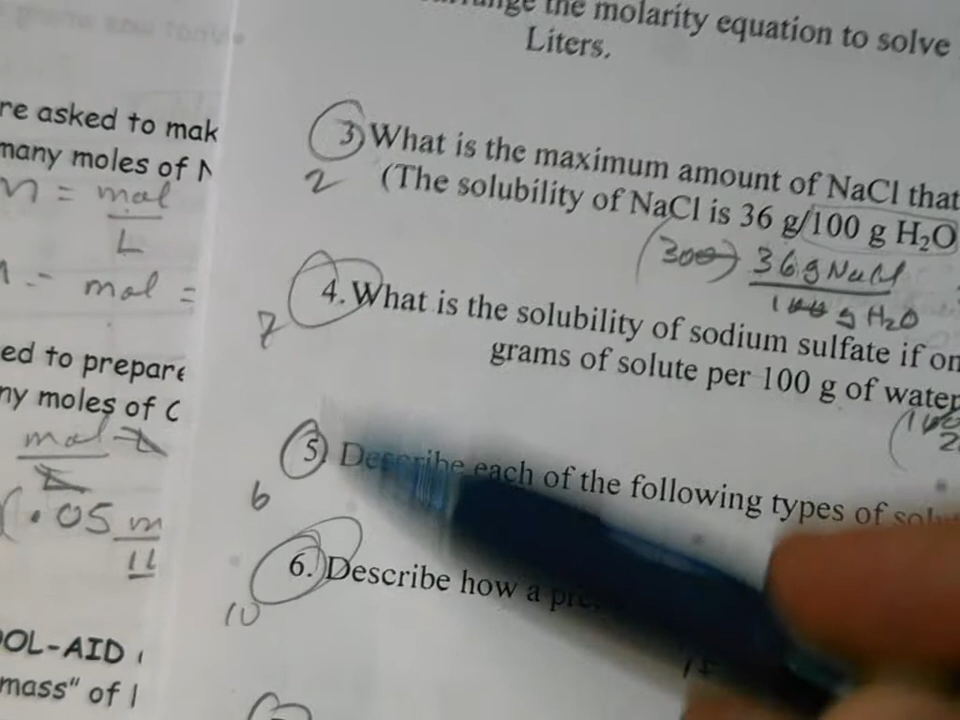 the molarity equation to solve
Liters.
3) What is the maximum amount of NaCl that
2
(The solubility of NaCl is 36 g/100 g H₂O
(300) 36 g NaCl
100 g H₂O
4. What is the solubility of sodium sulfate if
7
grams of solute per 100 g of water
5) Describe each of the following types of
6
6. Describe how a
10
re asked to mak
many moles of N
= mol
L
= mol =
ed to prepare
ny moles of C
mol L
L
.05 m
1L
OOL-AID
mass" of